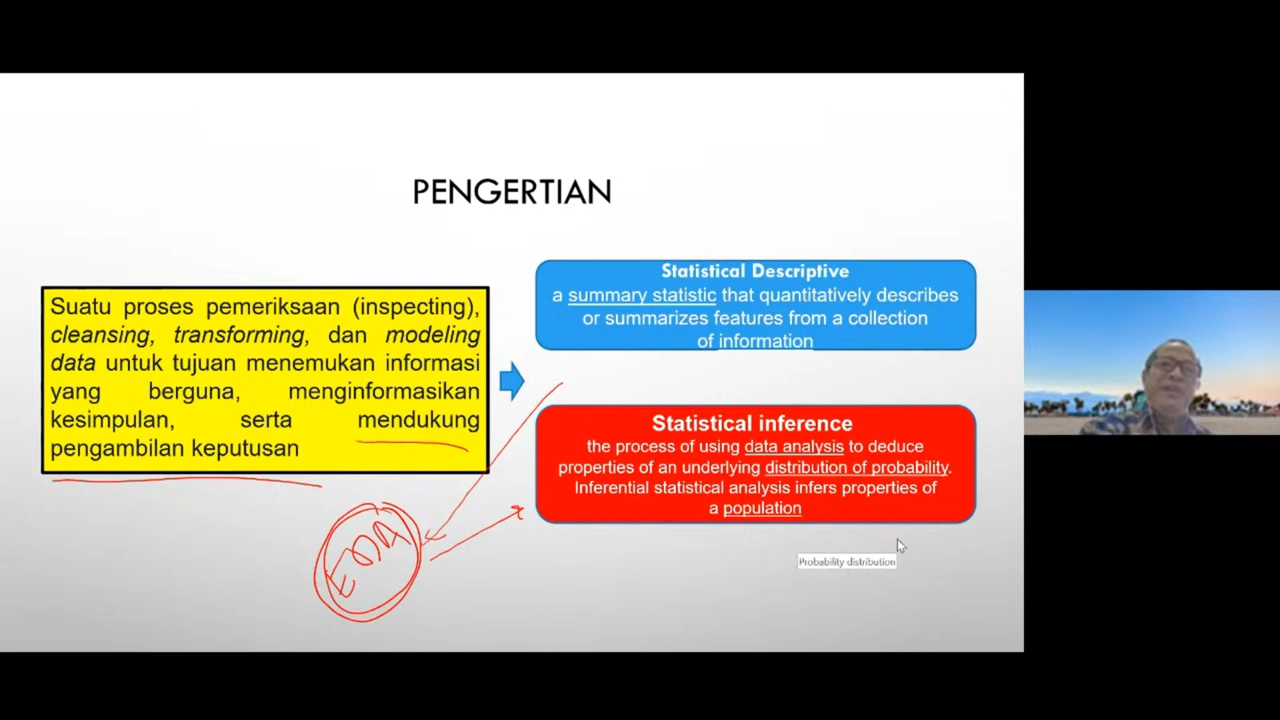 PENGERTIAN
Suatu proses pemeriksaan (inspecting),
cleansing, transforming, dan modeling
data untuk tujuan menemukan informasi
yang berguna, menginformasikan
kesimpulan, serta mendukung
pengambilan keputusan
Statistical Descriptive
a summary statistic that quantitatively describes
or summarizes features from a collection
of information
Statistical inference
the process of using data analysis to deduce
properties of an underlying distribution of probability.
Inferential statistical analysis infers properties of
a population
EDA
Probability distribution